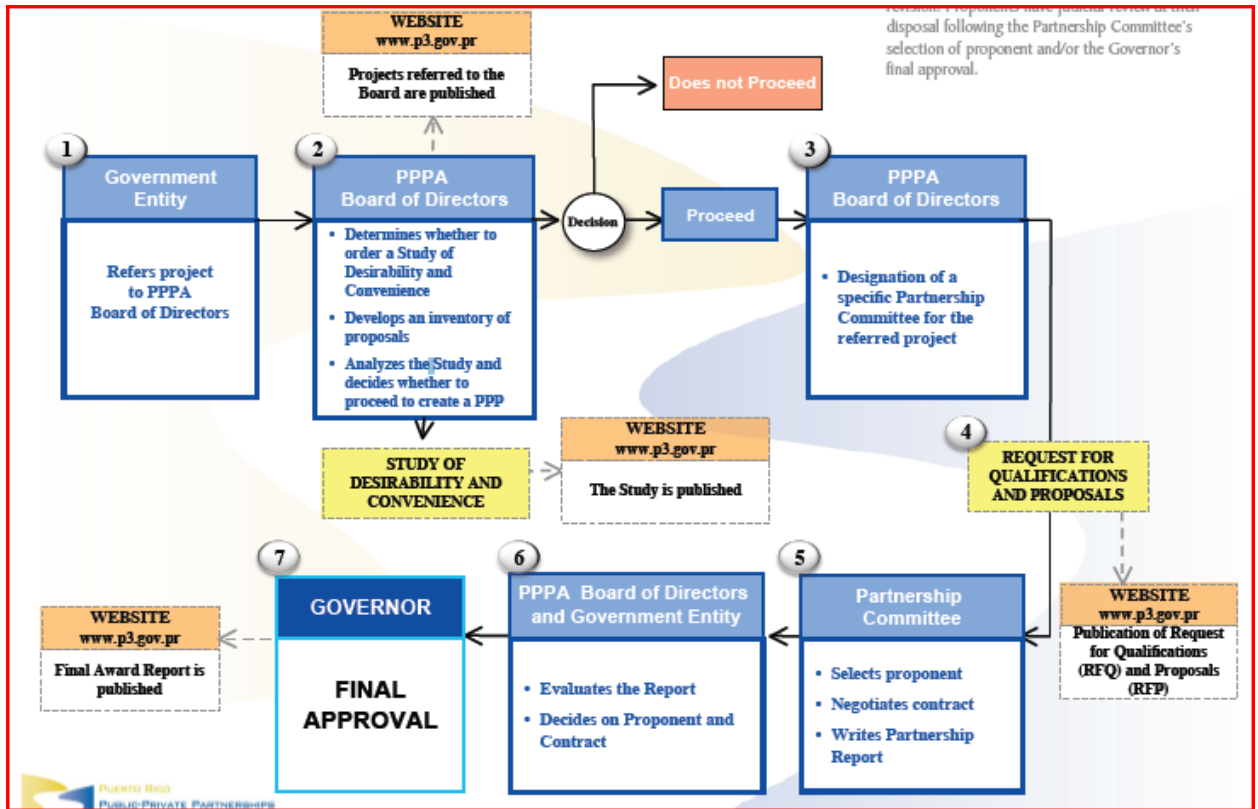 revision. Proponents have judicial review at their
disposal following the Partnership Committee's
selection of proponent and/or the Governor's
final approval.
WEBSITE
www.p3.gov.pr
Projects referred to the
Board are published
Does not Proceed
1
Government
Entity
Refers project
to PPPA
Board of Directors
2
PPPA
Board of Directors
• Determines whether to
order a Study of
Desirability and
Convenience
• Develops an inventory of
proposals
• Analyzes the Study and
decides whether to
proceed to create a PPP
Decision
Proceed
3
PPPA
Board of Directors
• Designation of a
specific Partnership
Committee for the
referred project
STUDY OF
DESIRABILITY AND
CONVENIENCE
WEBSITE
www.p3.gov.pr
The Study is published
4
REQUEST FOR
QUALIFICATIONS
AND PROPOSALS
WEBSITE
www.p3.gov.pr
Publication of Request
for Qualifications
(RFQ) and Proposals
(RFP)
5
Partnership
Committee
• Selects proponent
• Negotiates contract
• Writes Partnership
Report
6
PPPA Board of Directors
and Government Entity
• Evaluates the Report
• Decides on Proponent and
Contract
7
GOVERNOR
FINAL
APPROVAL
WEBSITE
www.p3.gov.pr
Final Award Report is
published
PUERTO RICO
PUBLIC-PRIVATE PARTNERSHIPS